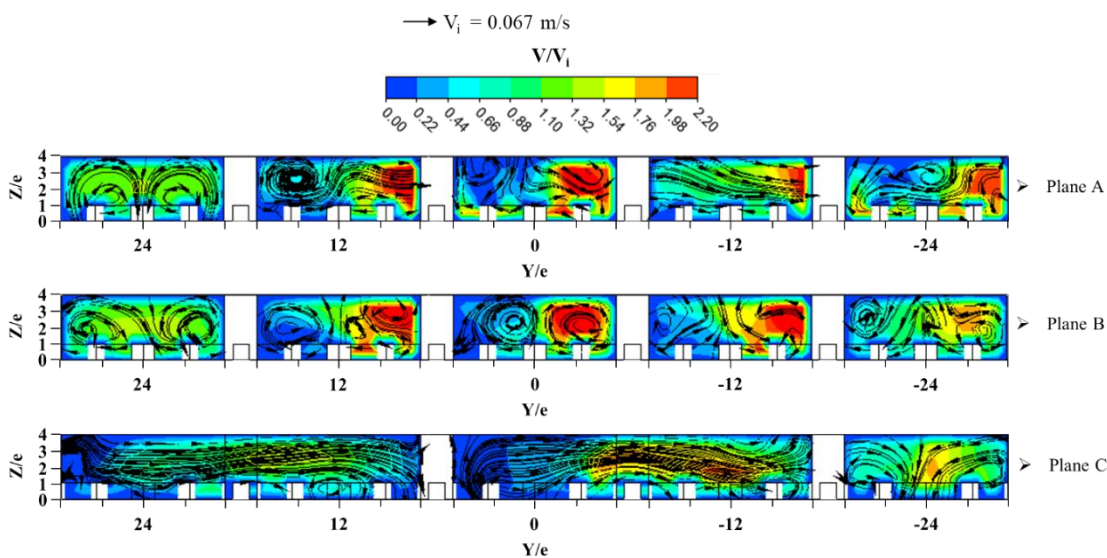 V_i = 0.067 m/s
V/V_i
0.00 0.22 0.44 0.66 0.88 1.10 1.32 1.54 1.76 1.98 2.20
Z/e
4
3
2
1
0
24 12 0 -12 -24
Y/e
Plane A
Z/e
4
3
2
1
0
24 12 0 -12 -24
Y/e
Plane B
Z/e
4
3
2
1
0
24 12 0 -12 -24
Y/e
Plane C